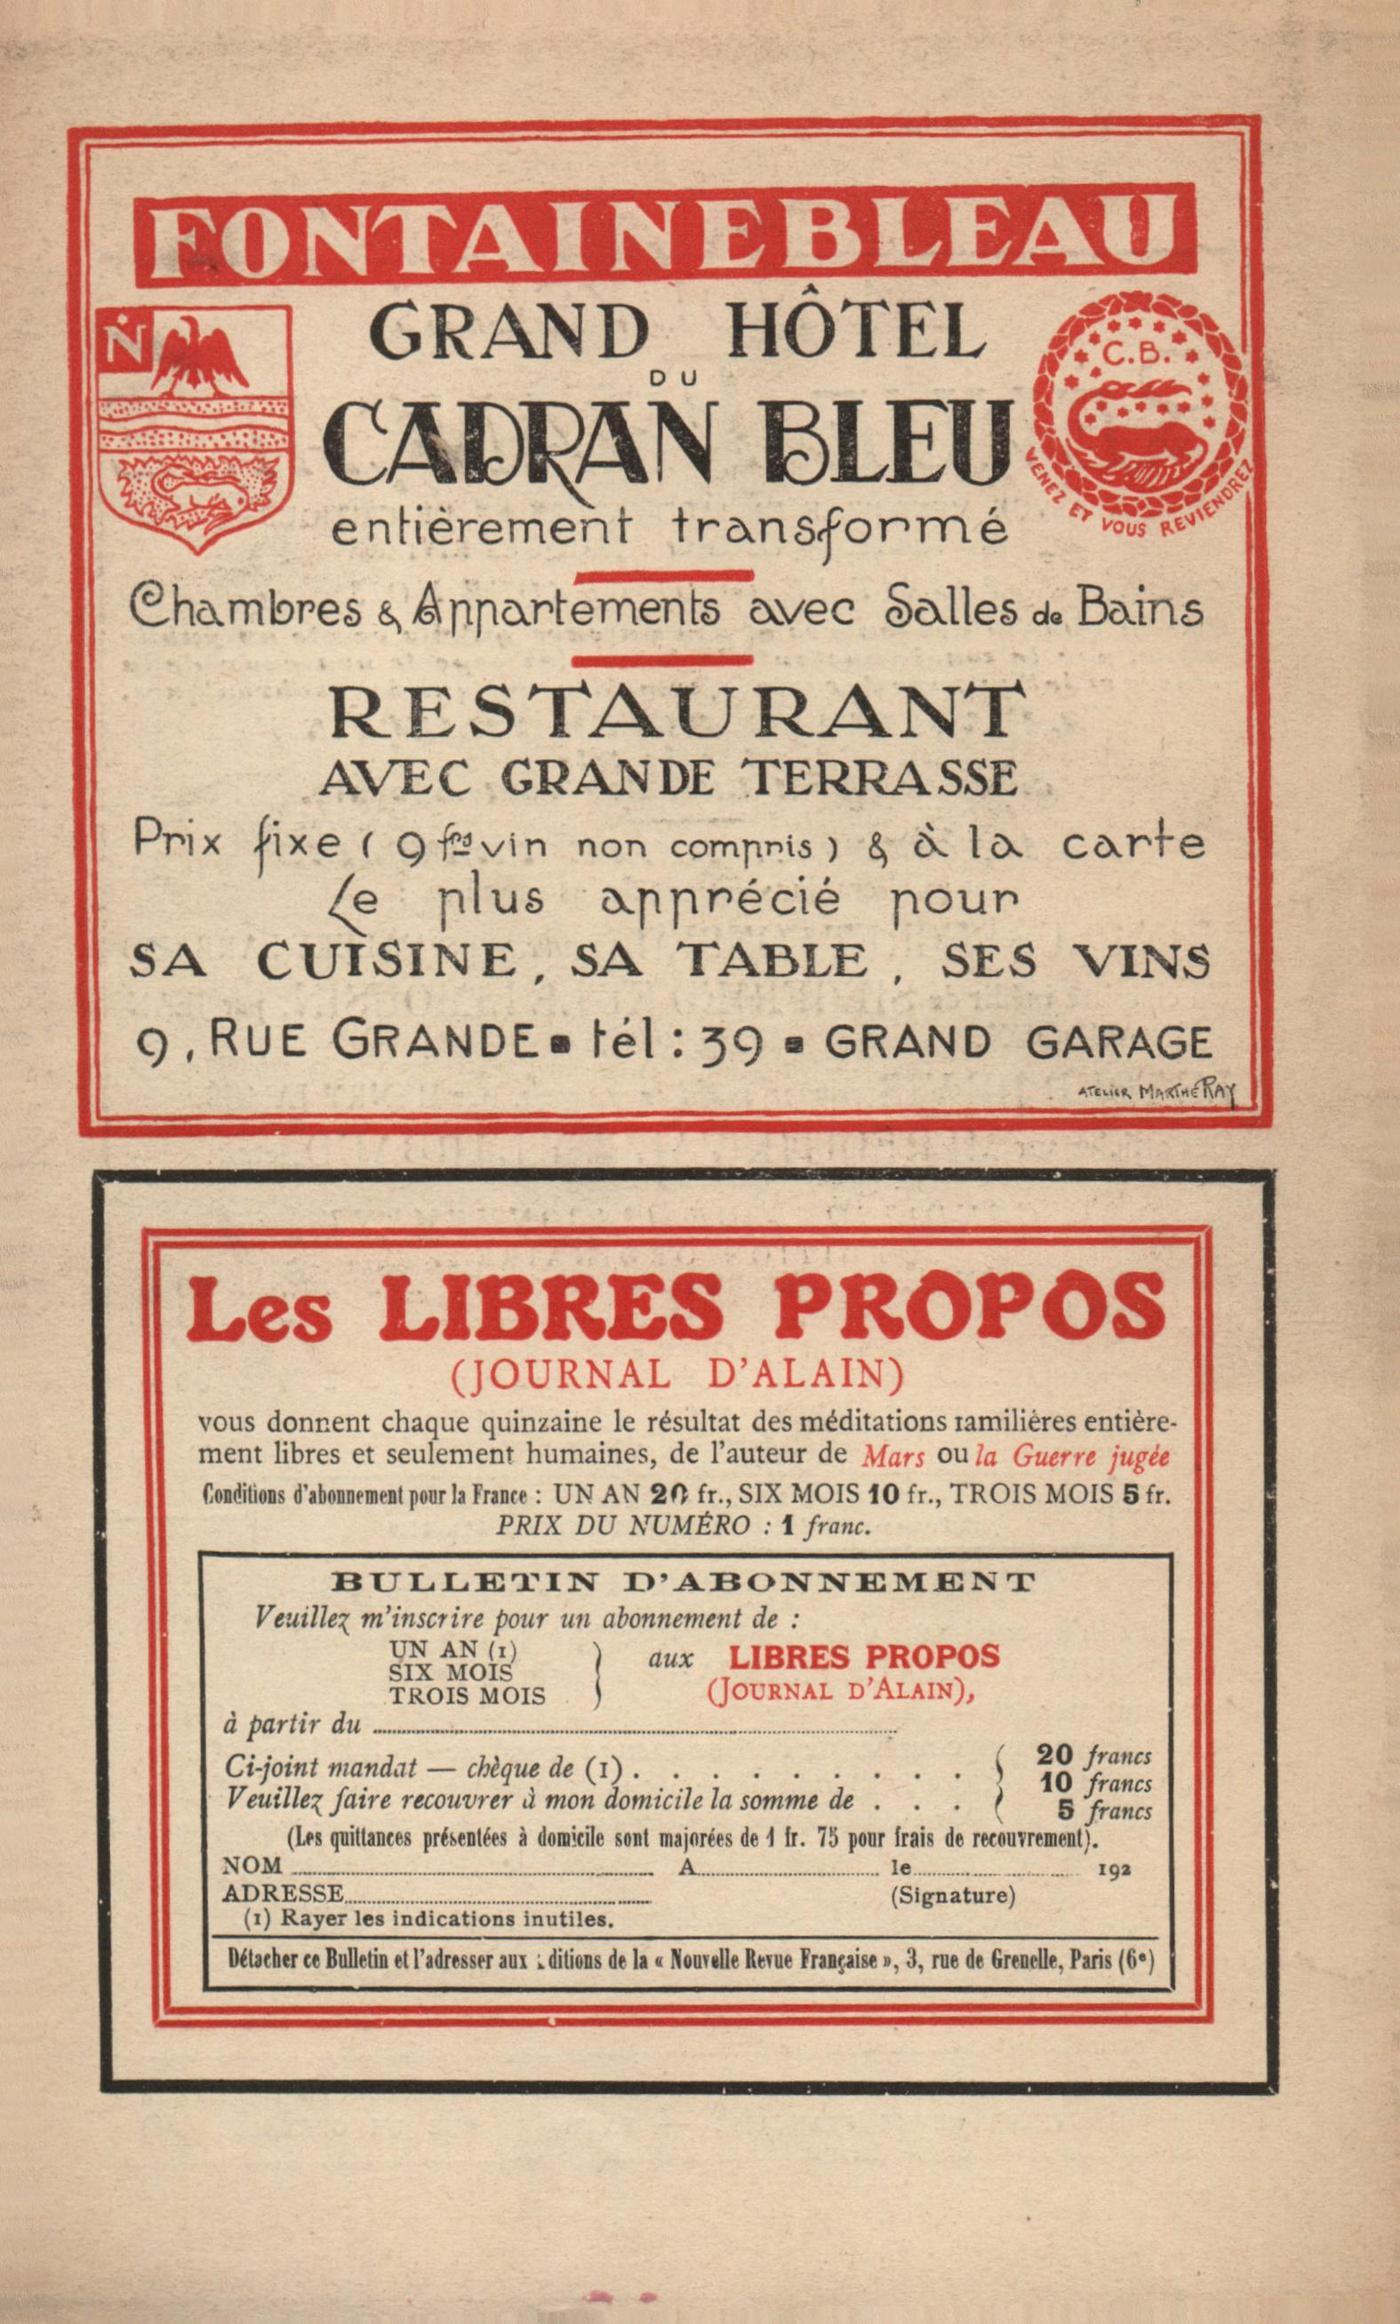 FONTAINEBLEAU
N
GRAND HÔTEL
DU
CADRAN BLEU
C.B.
VENEZ ET VOUS REVIENDREZ
entièrement transformé
Chambres & Appartements avec Salles de Bains
RESTAURANT
AVEC GRANDE TERRASSE
Prix fixe ( 9 frs vin non compris ) & à la carte
Le plus apprécié pour
SA CUISINE, SA TABLE, SES VINS
9, RUE GRANDE ▪ tél : 39 ▪ GRAND GARAGE
ATELIER MARTHE RAY
Les LIBRES PROPOS
(JOURNAL D'ALAIN)
vous donnent chaque quinzaine le résultat des méditations familières entière-
ment libres et seulement humaines, de l'auteur de Mars ou la Guerre jugée
Conditions d'abonnement pour la France : UN AN 20 fr., SIX MOIS 10 fr., TROIS MOIS 5 fr.
PRIX DU NUMÉRO : 1 franc.
BULLETIN D'ABONNEMENT
Veuillez m'inscrire pour un abonnement de :
UN AN (1)
SIX MOIS
TROIS MOIS
aux LIBRES PROPOS
(JOURNAL D'ALAIN),
à partir du
Ci-joint mandat — chèque de (1) . . . . . . . . .
Veuillez faire recouvrer à mon domicile la somme de . . .
20 francs
10 francs
5 francs
(Les quittances présentées à domicile sont majorées de 1 fr. 75 pour frais de recouvrement).
NOM A le 192
ADRESSE (Signature)
(1) Rayer les indications inutiles.
Détacher ce Bulletin et l'adresser aux ditions de la « Nouvelle Revue Française », 3, rue de Grenelle, Paris (6e)